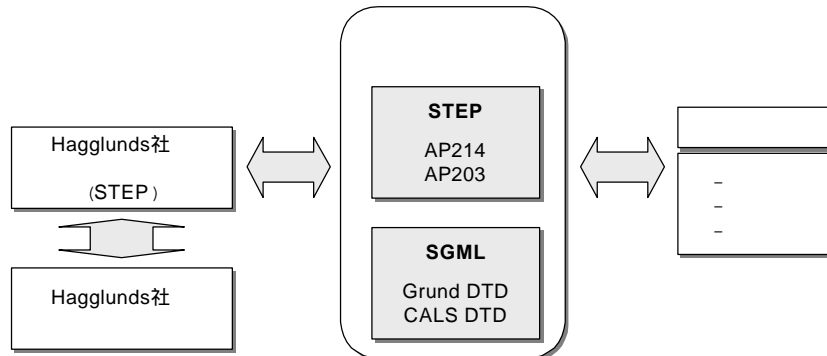 Hagglunds社
(STEP)
Hagglunds社
STEP
AP214
AP203
SGML
Grund DTD
CALS DTD
–
–
–